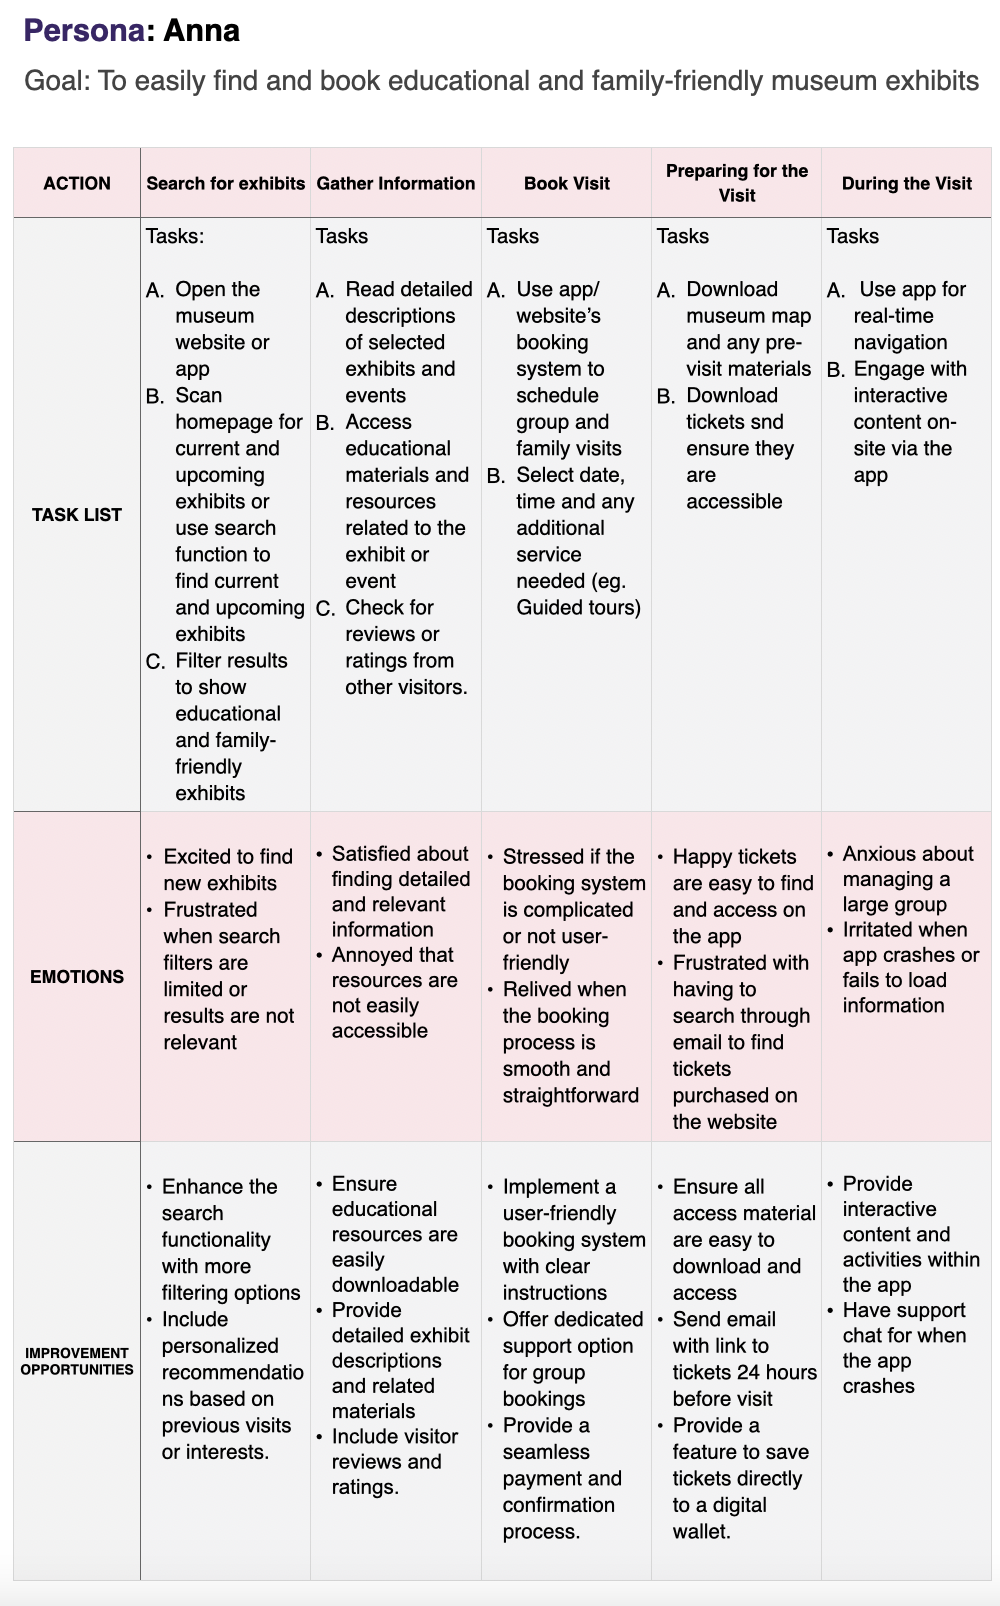 Persona: Anna
Goal: To easily find and book educational and family-friendly museum exhibits
ACTION
Search for exhibits
Gather Information
Book Visit
Preparing for the
Visit
During the Visit
TASK LIST
Tasks:
A. Open the
museum
website or
app
B. Scan
homepage for
current and
upcoming
exhibits or
use search
function to
find current
and upcoming
exhibits
C. Filter results
to show
educational
and family-
friendly
exhibits
Tasks
A. Read detailed
descriptions
of selected
exhibits and
events
B. Access
educational
materials and
resources
related to the
exhibit or
event
C. Check for
reviews or
ratings from
other visitors.
Tasks
A. Use app/
website’s
booking
system to
schedule
group and
family visits
B. Select date,
time and any
additional
service
needed (eg.
Guided tours)
Tasks
A. Download
museum map
and any pre-
visit materials
B. Download
tickets snd
ensure they
are
accessible
Tasks
A. Use app for
real-time
navigation
B. Engage with
interactive
content on-
site via the
app
EMOTIONS
• Excited to find
new exhibits
• Frustrated
when search
filters are
limited or
results are not
relevant
• Satisfied about
finding detailed
and relevant
information
• Annoyed that
resources are
not easily
accessible
• Stressed if the
booking system
is complicated
or not user-
friendly
• Relived when
the booking
process is
smooth and
straightforward
• Happy tickets
are easy to find
and access on
the app
• Frustrated with
having to
search through
email to find
tickets
purchased on
the website
• Anxious about
managing a
large group
• Irritated when
app crashes or
fails to load
information
IMPROVEMENT
OPPORTUNITIES
• Enhance the
search
functionality
with more
filtering options
• Include
personalized
recommendatio
ns based on
previous visits
or interests.
• Ensure
educational
resources are
easily
downloadable
• Provide
detailed exhibit
descriptions
and related
materials
• Include visitor
reviews and
ratings.
• Implement a
user-friendly
booking system
with clear
instructions
• Offer dedicated
support option
for group
bookings
• Provide a
seamless
payment and
confirmation
process.
• Ensure all
access material
are easy to
download and
access
• Send email
with link to
tickets 24 hours
before visit
• Provide a
feature to save
tickets directly
to a digital
wallet.
• Provide
interactive
content and
activities within
the app
• Have support
chat for when
the app
crashes